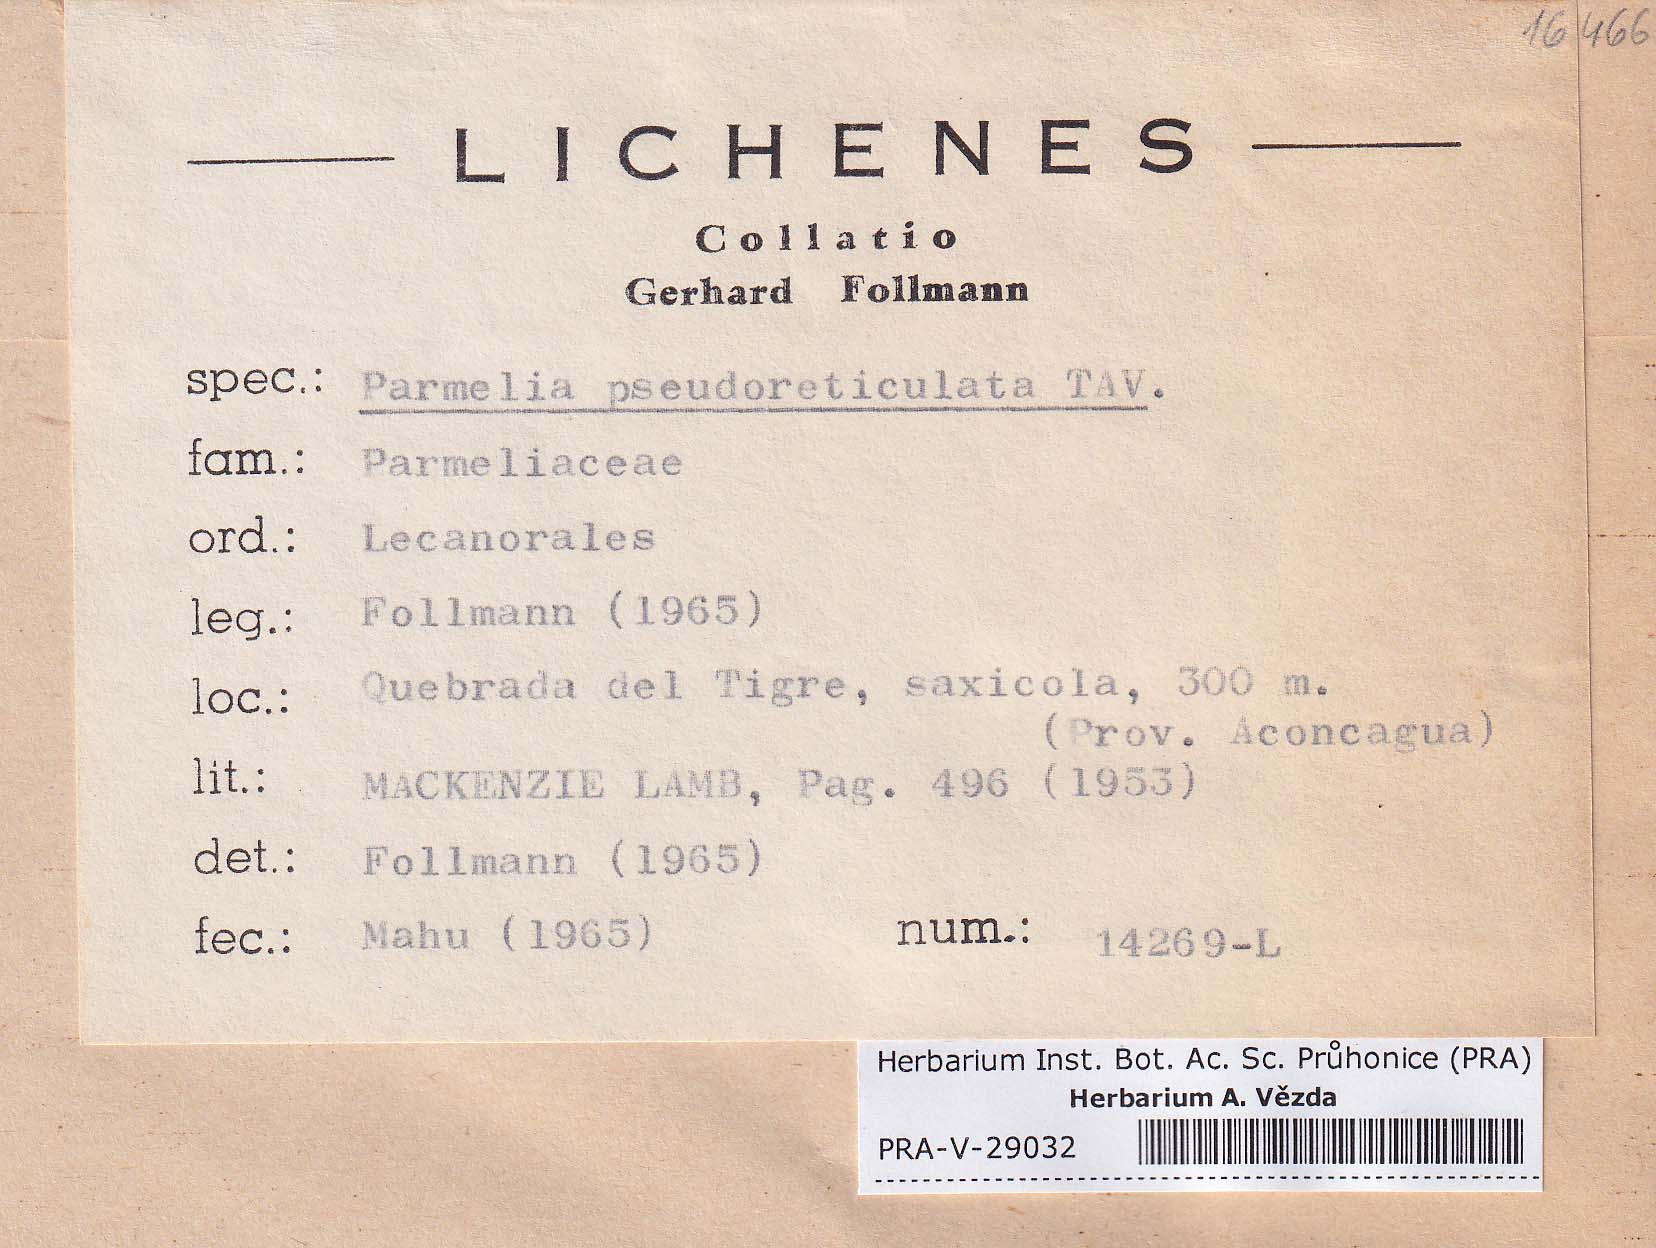 16 466
LICHENES
Collatio
Gerhard Follmann
spec.: Parmelia pseudoreticulata TAV.
fam.: Parmeliaceae
ord.: Lecanorales
leg.: Follmann (1965)
loc.: Quebrada del Tigre, saxicola, 300 m.
(Prov. Aconcagua)
lit.: MACKENZIE LAMB, Pag. 496 (1953)
det.: Follmann (1965)
fec.: Mahu (1965) num.: 14269-L
Herbarium Inst. Bot. Ac. Sc. Průhonice (PRA)
Herbarium A. Vězda
PRA-V-29032